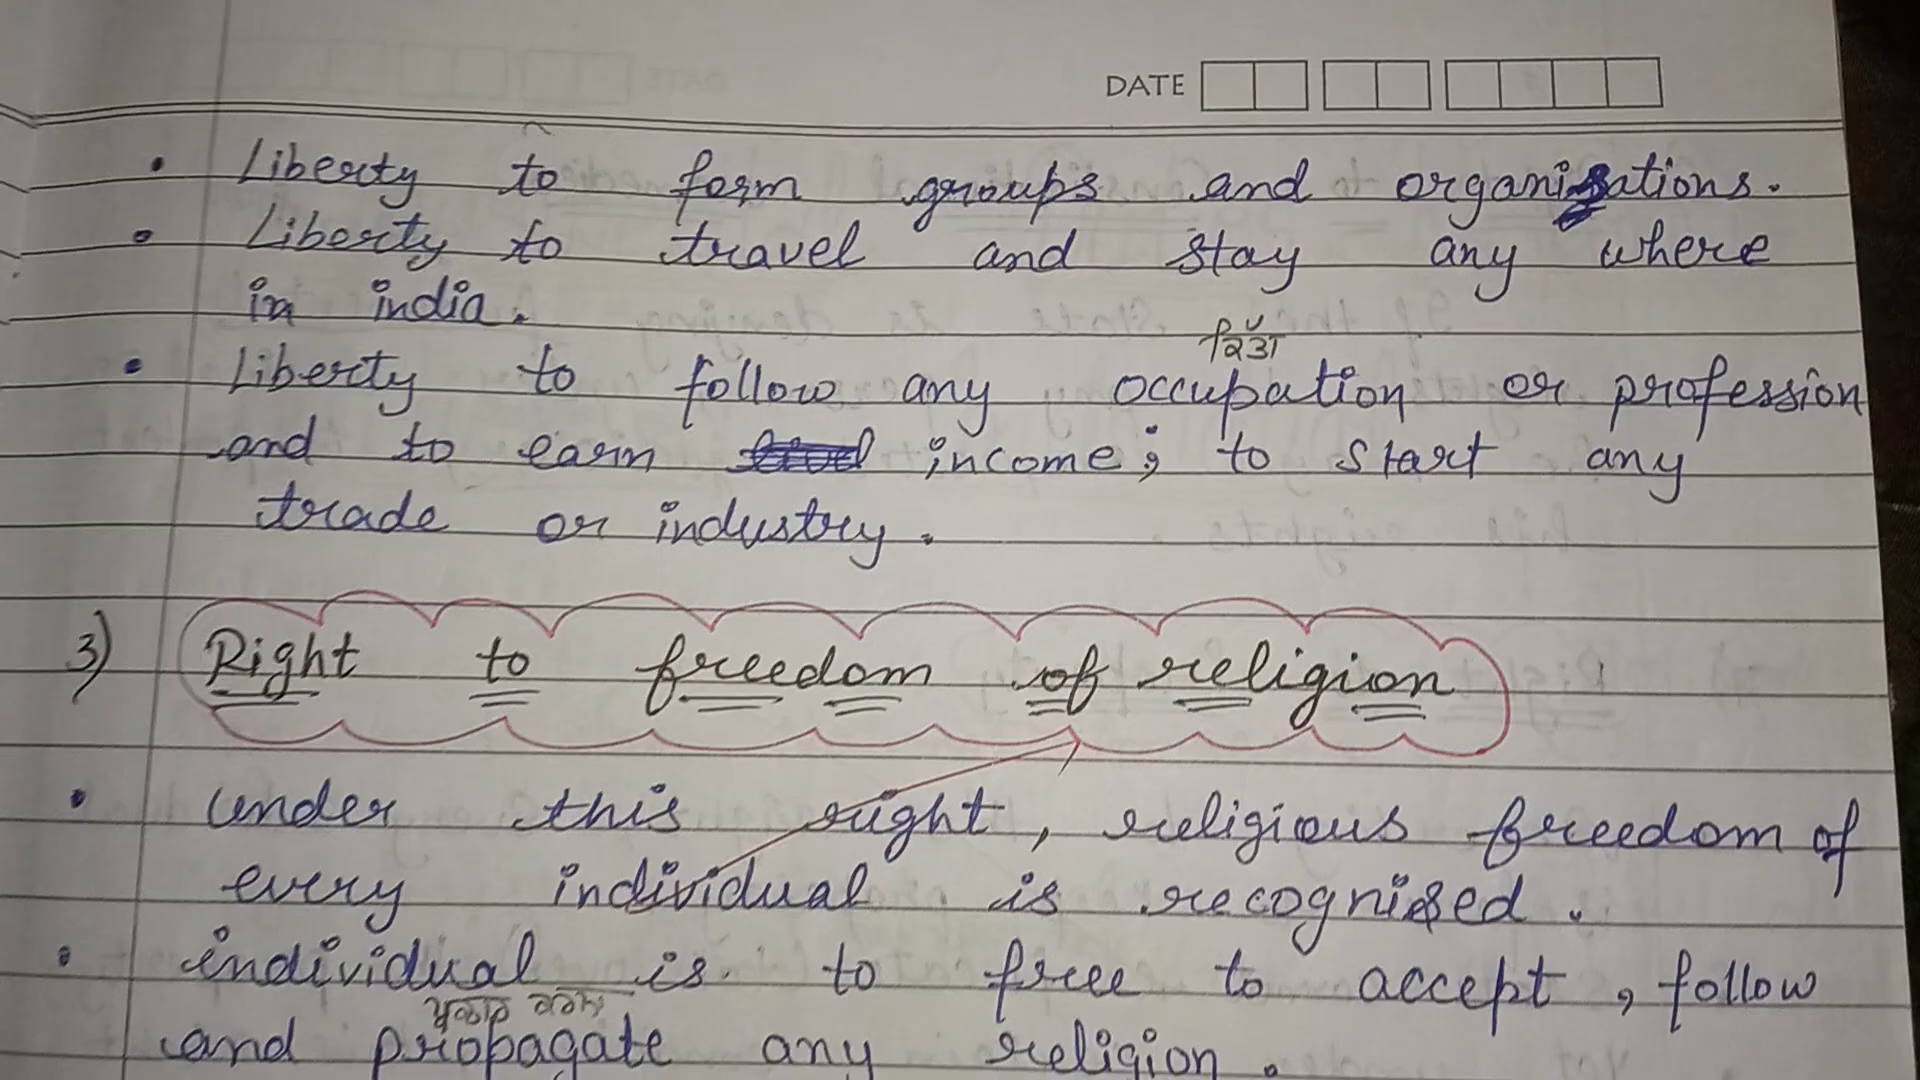 DATE
• Liberty to form groups and organisations.
• Liberty to travel and stay any where
in india.
• Liberty to follow any occupation or profession
and to earn income; to start any
trade or industry.
3) Right to freedom of religion
• under this right, religious freedom of
every individual is recognised.
• individual is to free to accept, follow
and propagate any religion.